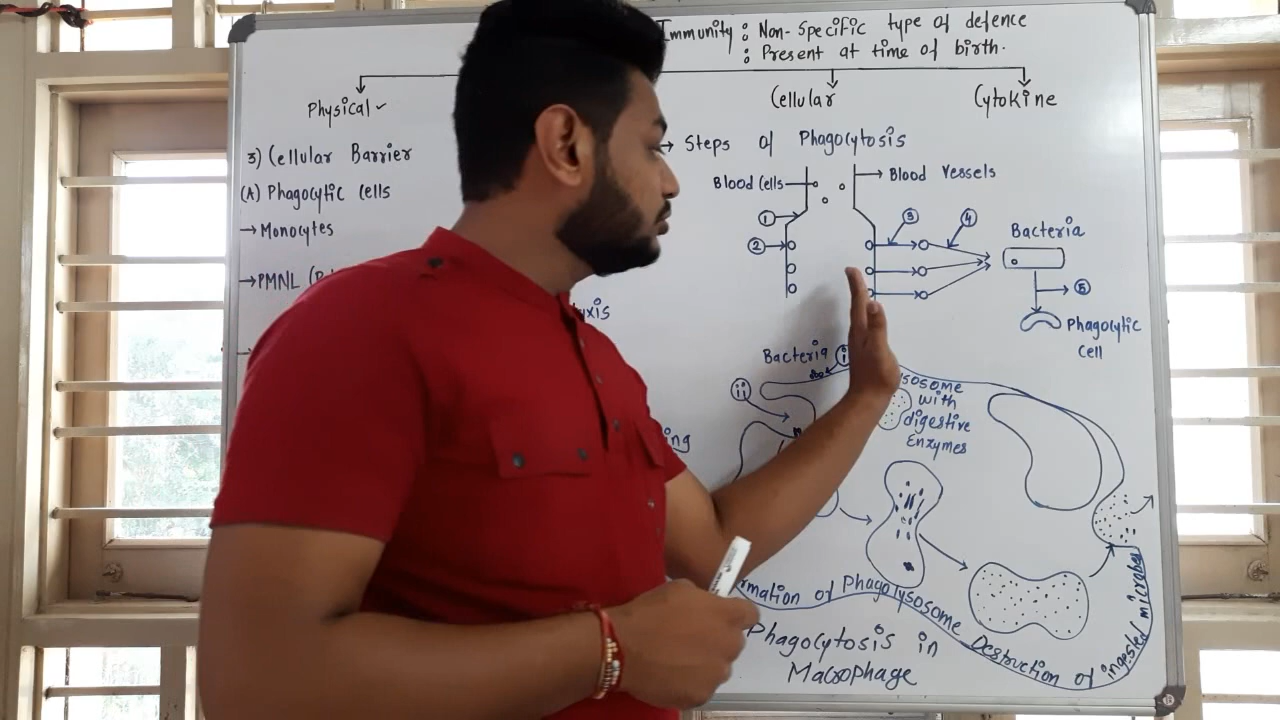 Immunity : Non-Specific type of defence
: Present at time of birth.
Physical ✓
Cellular
Cytokine
3) Cellular Barrier
(A) Phagocytic cells
→ Monocytes
→ PMNL
→ Steps of Phagocytosis
Blood Cells
Blood Vessels
①
②
③
④
Bacteria
⑤
Phagocytic
Cell
Bacteria
i
ii
with
digestive
Enzymes
of Phagolysosome
Destruction of ingested microbes
Phagocytosis in
Macrophage